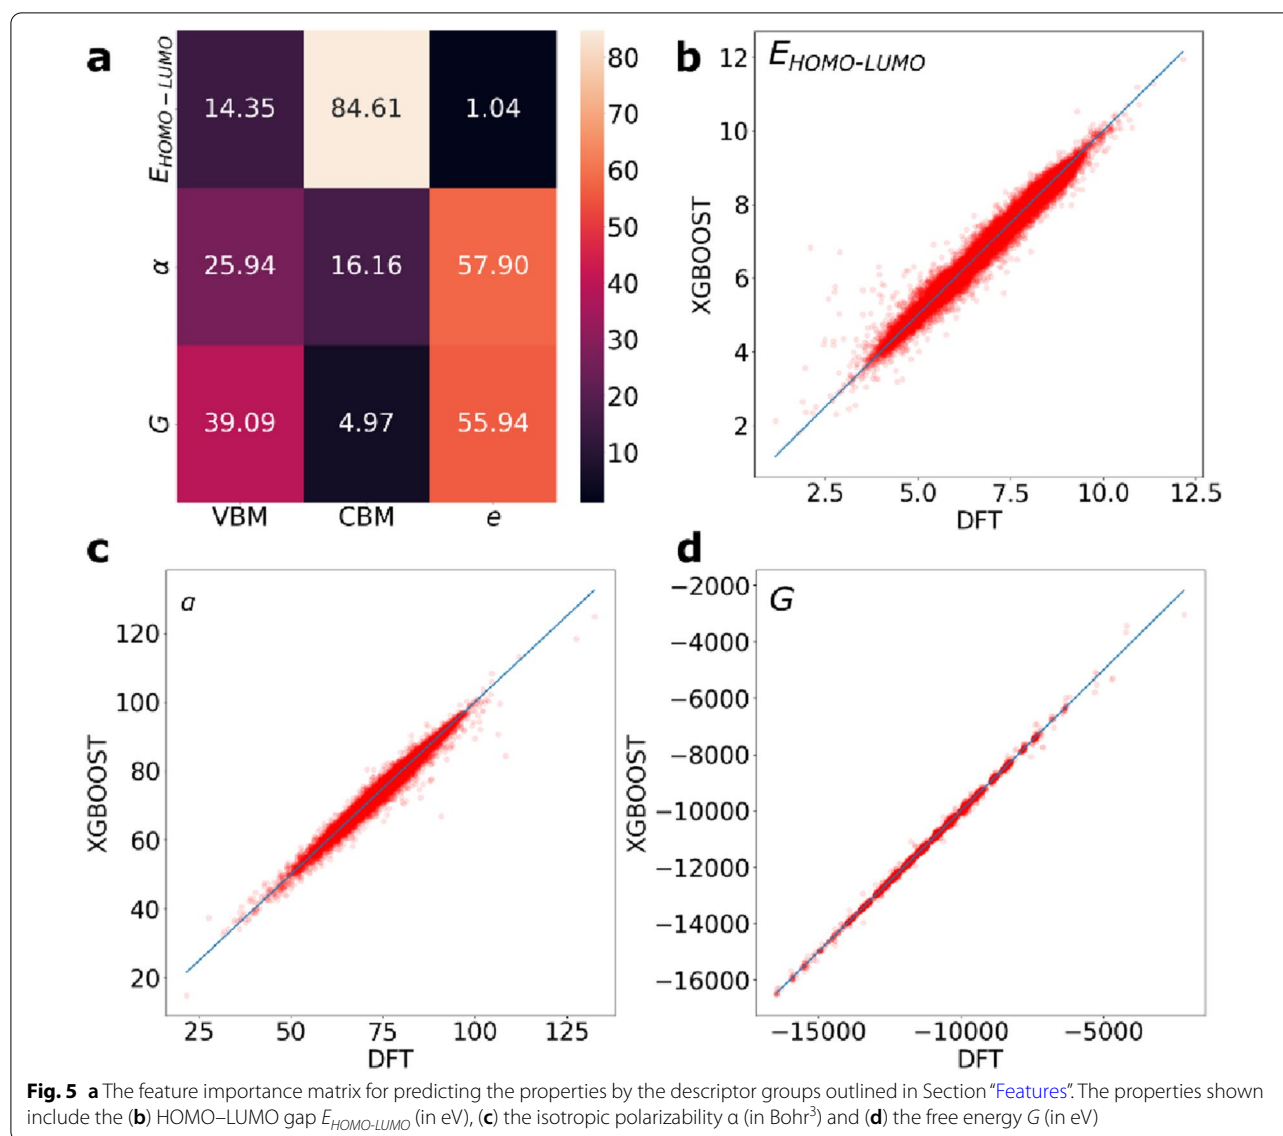 a
E_HOMO-LUMO
α
G
14.35 84.61 1.04
25.94 16.16 57.90
39.09 4.97 55.94
VBM CBM e
80
70
60
50
40
30
20
10
b
E_HOMO-LUMO
12
10
8
6
4
2
XGBOOST
2.5 5.0 7.5 10.0 12.5
DFT
c
α
120
100
80
60
40
20
XGBOOST
25 50 75 100 125
DFT
d
G
−2000
−4000
−6000
−8000
−10000
−12000
−14000
−16000
XGBOOST
−15000 −10000 −5000
DFT
Fig. 5 a The feature importance matrix for predicting the properties by the descriptor groups outlined in Section “Features”. The properties shown
include the (b) HOMO–LUMO gap E_HOMO-LUMO (in eV), (c) the isotropic polarizability α (in Bohr³) and (d) the free energy G (in eV)